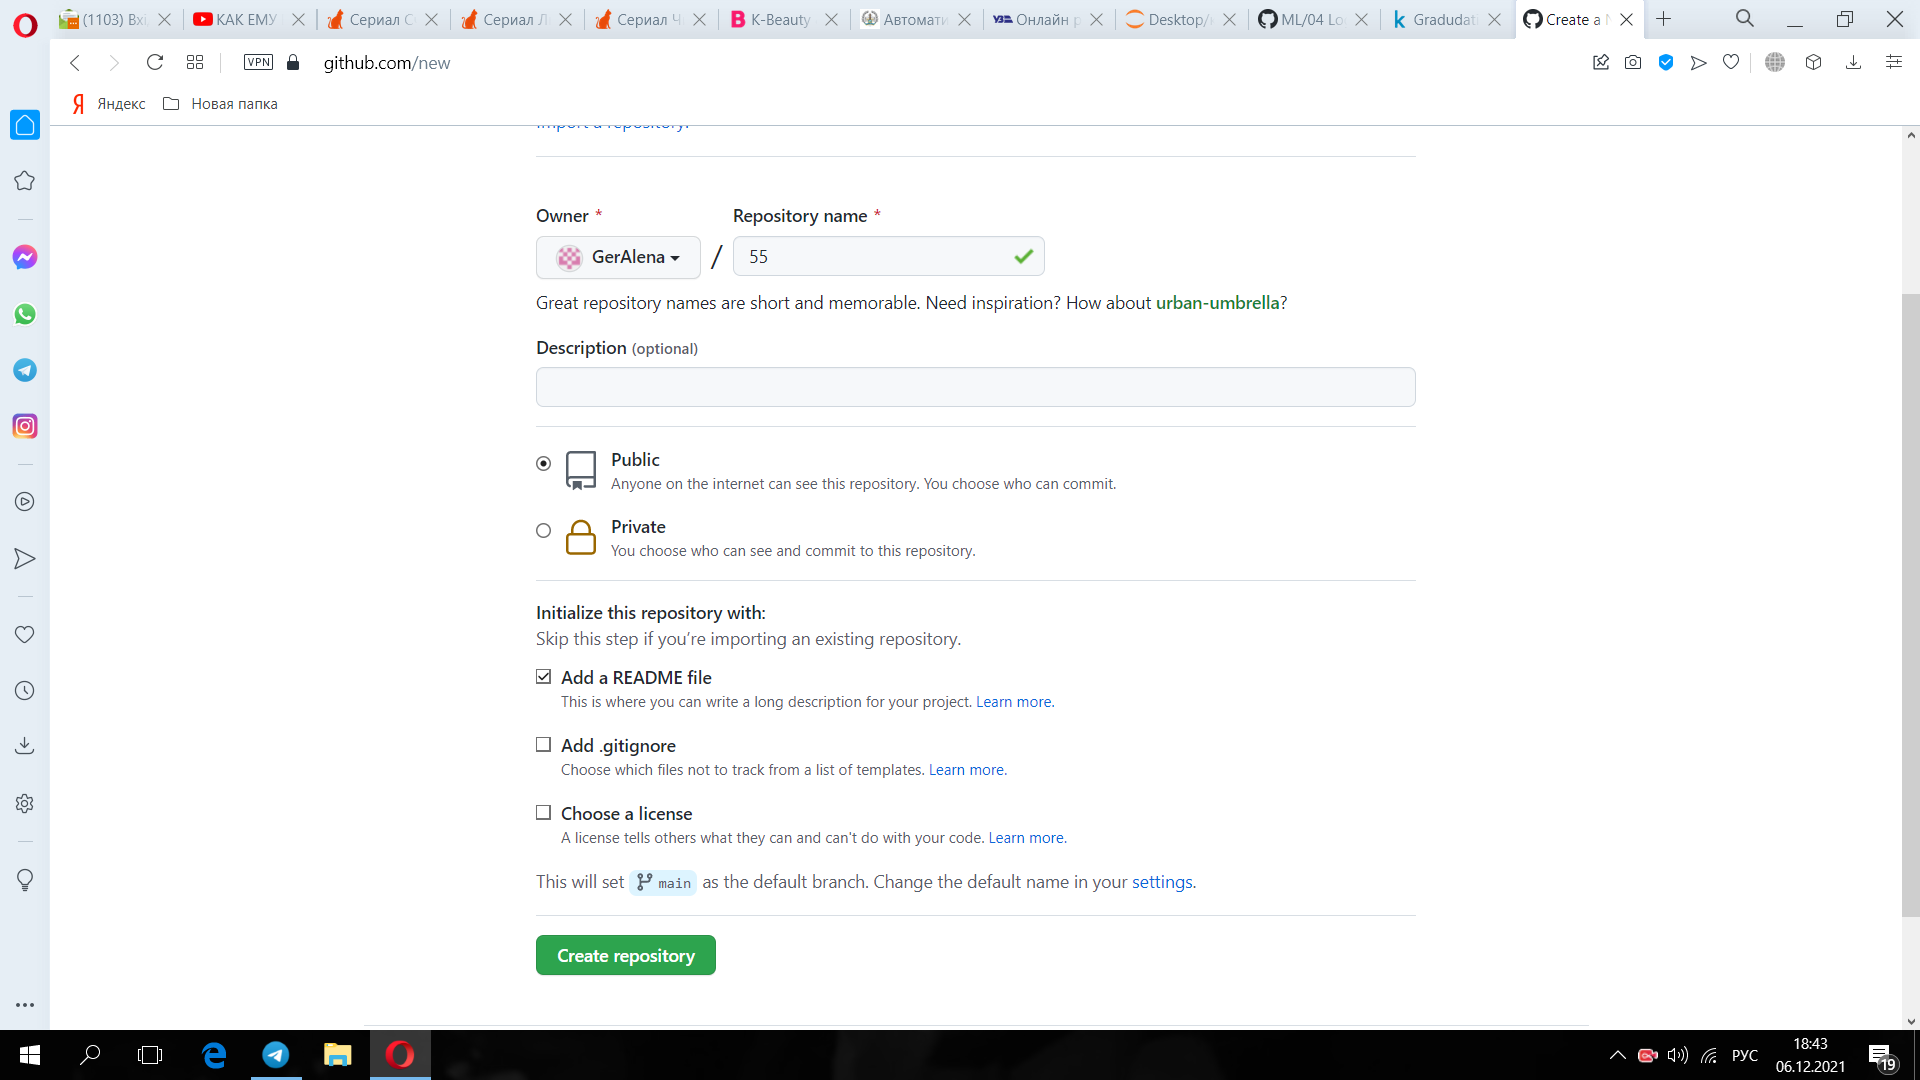 (1103) Вхі
КАК ЕМУ
Сериал С
Сериал Л
Сериал Ч
K-Beauty
Автомати
Онлайн р
Desktop/
ML/04 Lo
Gradudat
Create a N
VPN
github.com/new
Яндекс
Новая папка
Import a repository.
Owner *
Repository name *
GerAlena
/
55
Great repository names are short and memorable. Need inspiration? How about urban-umbrella?
Description (optional)
Public
Anyone on the internet can see this repository. You choose who can commit.
Private
You choose who can see and commit to this repository.
Initialize this repository with:
Skip this step if you’re importing an existing repository.
Add a README file
This is where you can write a long description for your project. Learn more.
Add .gitignore
Choose which files not to track from a list of templates. Learn more.
Choose a license
A license tells others what they can and can't do with your code. Learn more.
This will set main as the default branch. Change the default name in your settings.
Create repository
РУС
18:43
06.12.2021
19